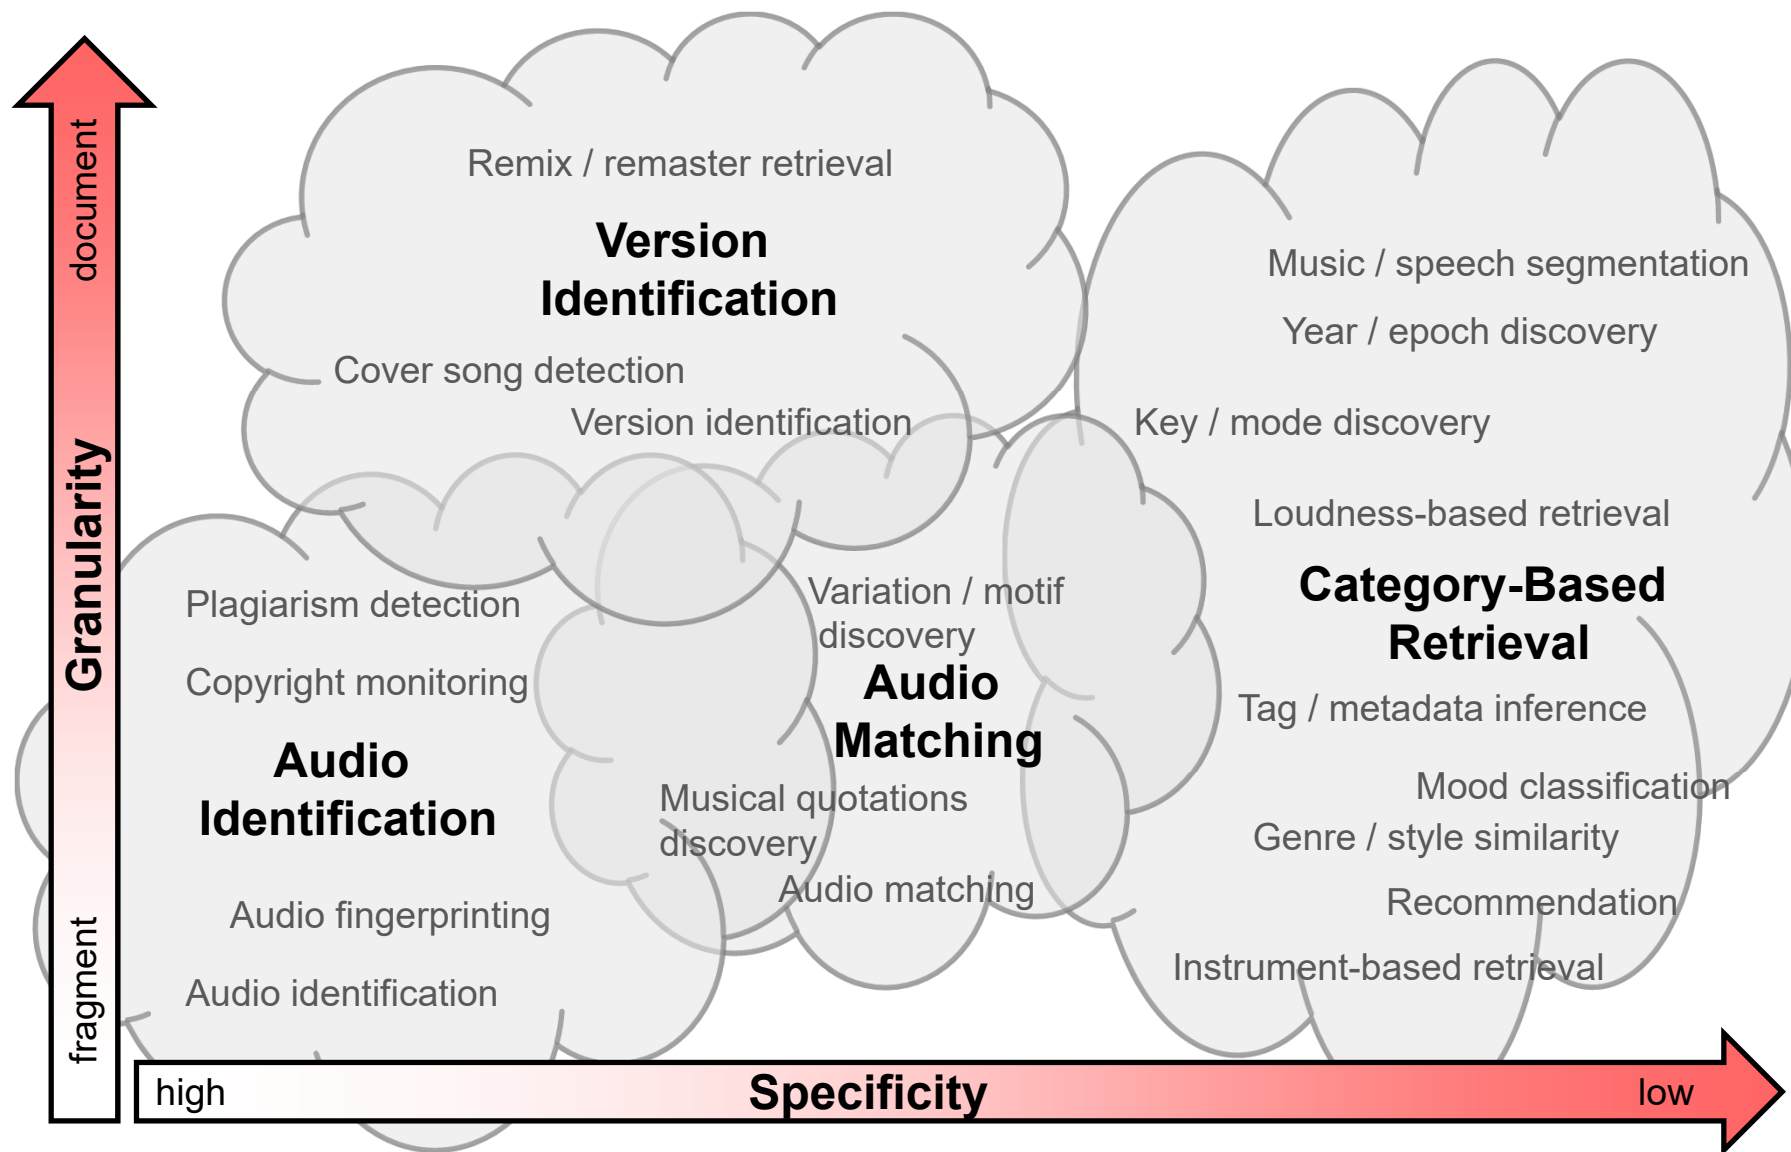 Granularity
document
fragment
Remix / remaster retrieval
Version
Identification
Cover song detection
Version identification
Music / speech segmentation
Year / epoch discovery
Key / mode discovery
Loudness-based retrieval
Category-Based
Retrieval
Tag / metadata inference
Mood classification
Genre / style similarity
Recommendation
Instrument-based retrieval
Plagiarism detection
Copyright monitoring
Audio
Identification
Audio fingerprinting
Audio identification
Variation / motif
discovery
Audio
Matching
Musical quotations
discovery
Audio matching
high
Specificity
low